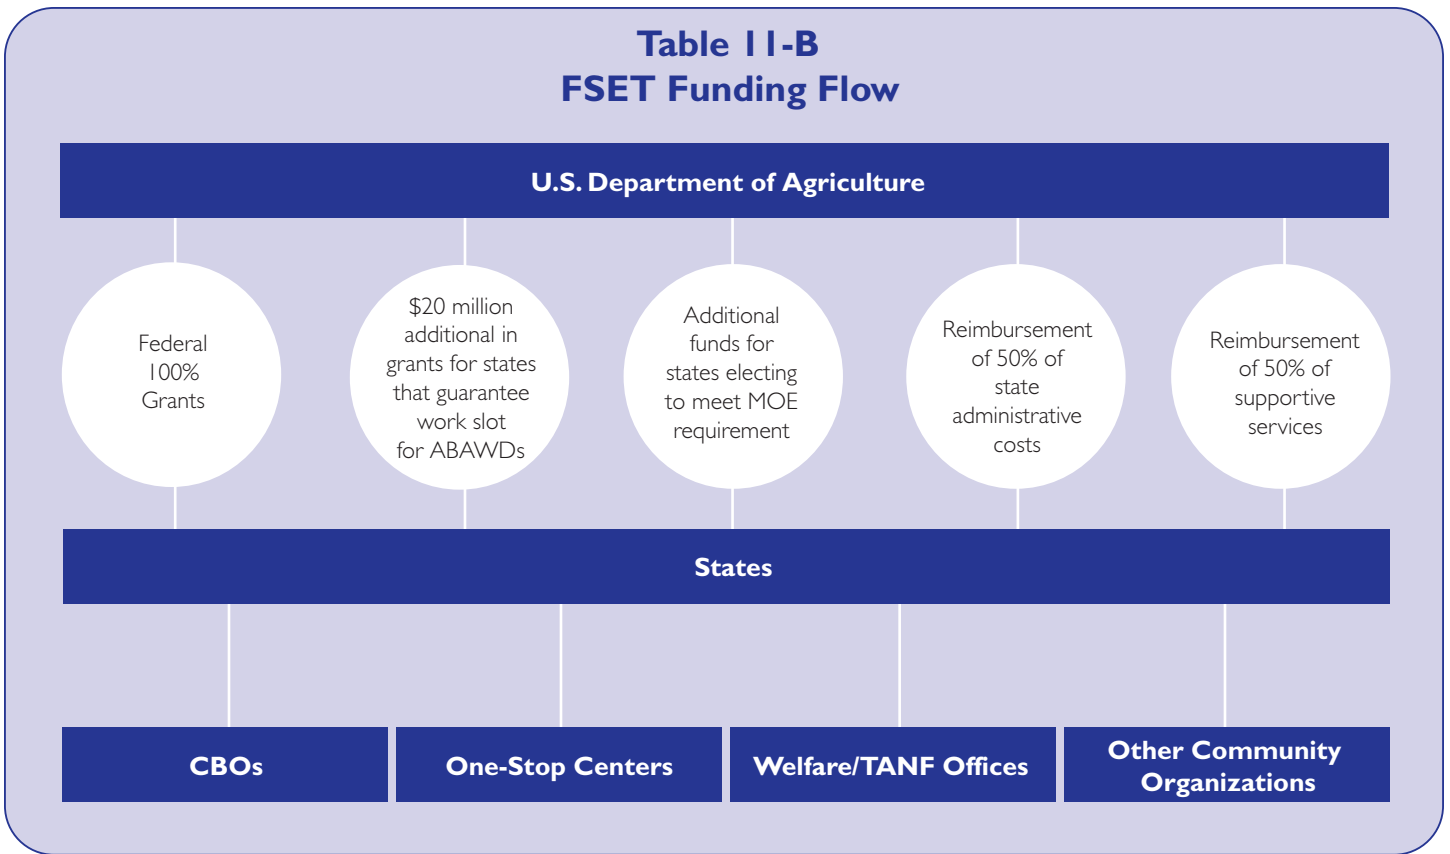 Table 11-B
FSET Funding Flow
U.S. Department of Agriculture
Federal
100%
Grants
$20 million
additional in
grants for states
that guarantee
work slot
for ABAWDs
Additional
funds for
states electing
to meet MOE
requirement
Reimbursement
of 50% of
state
administrative
costs
Reimbursement
of 50% of
supportive
services
States
CBOs
One-Stop Centers
Welfare/TANF Offices
Other Community
Organizations